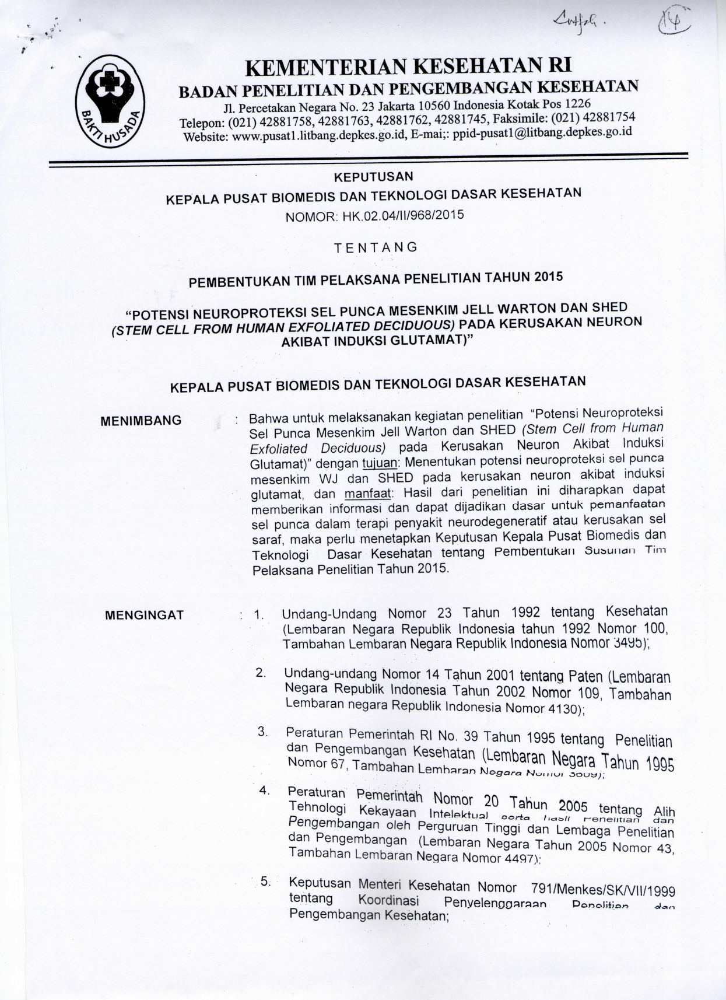 KEMENTERIAN KESEHATAN RI
BADAN PENELITIAN DAN PENGEMBANGAN KESEHATAN
Jl. Percetakan Negara No. 23 Jakarta 10560 Indonesia Kotak Pos 1226
Telepon: (021) 42881758, 42881763, 42881762, 42881745, Faksimile: (021) 42881754
Website: www.pusat1.litbang.depkes.go.id, E-mai;: ppid-pusat1@litbang.depkes.go.id
BAKTI HUSADA
KEPUTUSAN
KEPALA PUSAT BIOMEDIS DAN TEKNOLOGI DASAR KESEHATAN
NOMOR: HK.02.04/II/968/2015
T E N T A N G
PEMBENTUKAN TIM PELAKSANA PENELITIAN TAHUN 2015
“POTENSI NEUROPROTEKSI SEL PUNCA MESENKIM JELL WARTON DAN SHED
(STEM CELL FROM HUMAN EXFOLIATED DECIDUOUS) PADA KERUSAKAN NEURON
AKIBAT INDUKSI GLUTAMAT)”
KEPALA PUSAT BIOMEDIS DAN TEKNOLOGI DASAR KESEHATAN
MENIMBANG : Bahwa untuk melaksanakan kegiatan penelitian “Potensi Neuroproteksi
Sel Punca Mesenkim Jell Warton dan SHED (Stem Cell from Human
Exfoliated Deciduous) pada Kerusakan Neuron Akibat Induksi
Glutamat)” dengan tujuan: Menentukan potensi neuroproteksi sel punca
mesenkim WJ dan SHED pada kerusakan neuron akibat induksi
glutamat, dan manfaat: Hasil dari penelitian ini diharapkan dapat
memberikan informasi dan dapat dijadikan dasar untuk pemanfaatan
sel punca dalam terapi penyakit neurodegeneratif atau kerusakan sel
saraf, maka perlu menetapkan Keputusan Kepala Pusat Biomedis dan
Teknologi Dasar Kesehatan tentang Pembentukan Susunan Tim
Pelaksana Penelitian Tahun 2015.
MENGINGAT : 1. Undang-Undang Nomor 23 Tahun 1992 tentang Kesehatan
(Lembaran Negara Republik Indonesia tahun 1992 Nomor 100,
Tambahan Lembaran Negara Republik Indonesia Nomor 3495);
2. Undang-undang Nomor 14 Tahun 2001 tentang Paten (Lembaran
Negara Republik Indonesia Tahun 2002 Nomor 109, Tambahan
Lembaran negara Republik Indonesia Nomor 4130);
3. Peraturan Pemerintah RI No. 39 Tahun 1995 tentang Penelitian
dan Pengembangan Kesehatan (Lembaran Negara Tahun 1995
Nomor 67, Tambahan Lembaran Negara Nomor 3609);
4. Peraturan Pemerintah Nomor 20 Tahun 2005 tentang Alih
Tehnologi Kekayaan Intelektual serta hasil Penelitian dan
Pengembangan oleh Perguruan Tinggi dan Lembaga Penelitian
dan Pengembangan (Lembaran Negara Tahun 2005 Nomor 43,
Tambahan Lembaran Negara Nomor 4497);
5. Keputusan Menteri Kesehatan Nomor 791/Menkes/SK/VII/1999
tentang Koordinasi Penyelenggaraan Penelitian dan
Pengembangan Kesehatan;